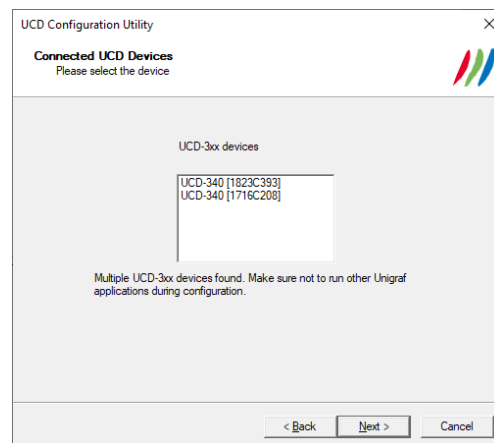 UCD Configuration Utility
Connected UCD Devices
Please select the device
UCD-3xx devices
UCD-340 [1823C393]
UCD-340 [1716C208]
Multiple UCD-3xx devices found. Make sure not to run other Unigraf
applications during configuration.
< Back
Next >
Cancel